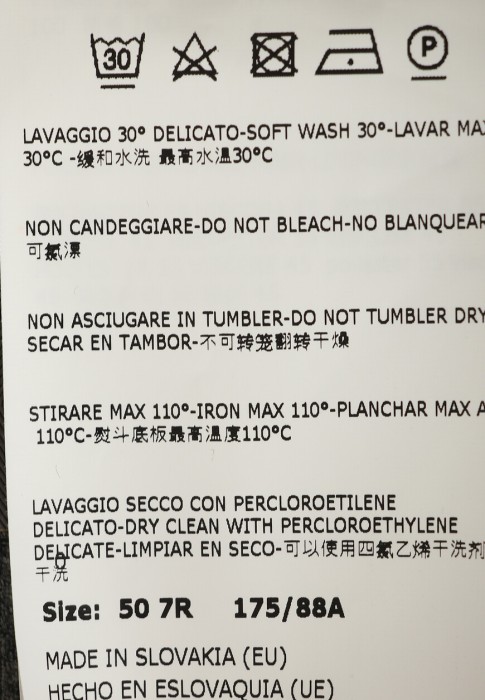 30 P
LAVAGGIO 30° DELICATO-SOFT WASH 30°-LAVAR MA
30°C -缓和水洗 最高水温30°C
NON CANDEGGIARE-DO NOT BLEACH-NO BLANQUEAR
可氯漂
NON ASCIUGARE IN TUMBLER-DO NOT TUMBLER DRY
SECAR EN TAMBOR-不可转笼翻转干燥
STIRARE MAX 110°-IRON MAX 110°-PLANCHAR MAX A
110°C-熨斗底板最高温度110°C
LAVAGGIO SECCO CON PERCLOROETILENE
DELICATO-DRY CLEAN WITH PERCLOROETHYLENE
DELICATE-LIMPIAR EN SECO-可以使用四氯乙烯干洗剂
干洗
Size: 50 7R 175/88A
MADE IN SLOVAKIA (EU)
HECHO EN ESLOVAQUIA (UE)